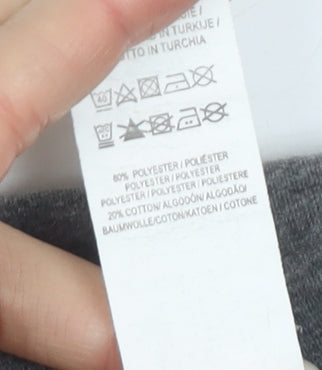 IN TURKIJE /
TTO IN TURCHIA
40
80% POLYESTER / POLIÉSTER
POLYESTER / POLYESTER
POLYESTER / POLYESTER / POLIESTERE
20% COTTON / ALGODÓN / ALGODÃO/
BAUMWOLLE/COTON/KATOEN / COTONE